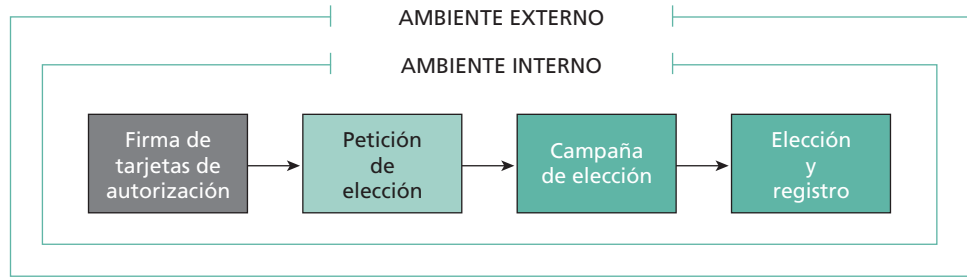 AMBIENTE EXTERNO
AMBIENTE INTERNO
Firma de
tarjetas de
autorización
Petición
de
elección
Campaña
de elección
Elección
y
registro